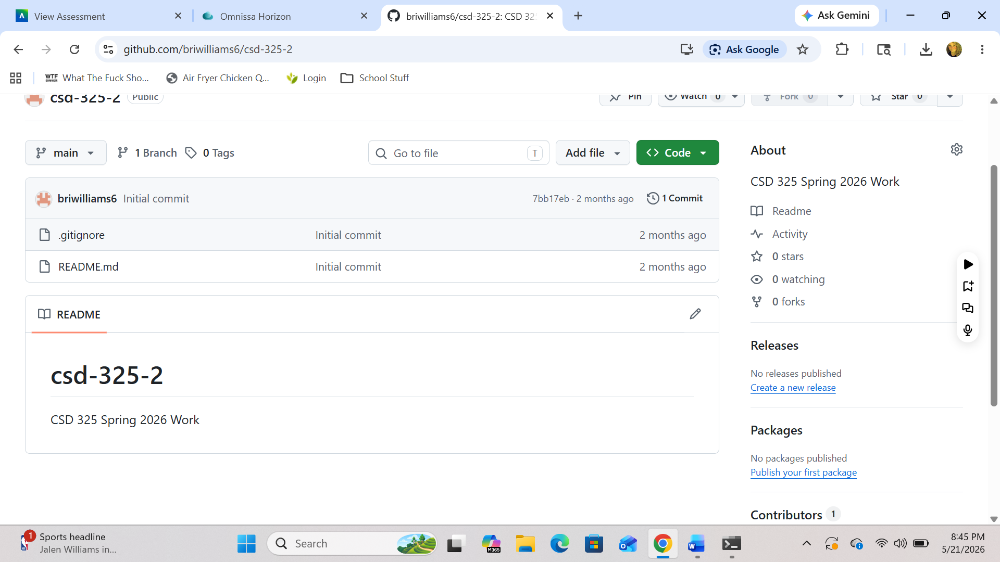 View Assessment
Omnissa Horizon
briwilliams6/csd-325-2: CSD 325
Ask Gemini
github.com/briwilliams6/csd-325-2
Ask Google
WTF DINNER What The Fuck Sho...
Air Fryer Chicken Q...
Login
School Stuff
csd-325-2
Public
Pin
Watch 0
Fork 0
Star 0
main
1 Branch
0 Tags
Go to file
T
Add file
Code
briwilliams6 Initial commit
7bb17eb · 2 months ago
1 Commit
.gitignore
Initial commit
2 months ago
README.md
Initial commit
2 months ago
README
csd-325-2
CSD 325 Spring 2026 Work
About
CSD 325 Spring 2026 Work
Readme
Activity
0 stars
0 watching
0 forks
Releases
No releases published
Create a new release
Packages
No packages published
Publish your first package
Contributors 1
1
Sports headline
Jalen Williams in...
Search
M365
8:45 PM
5/21/2026